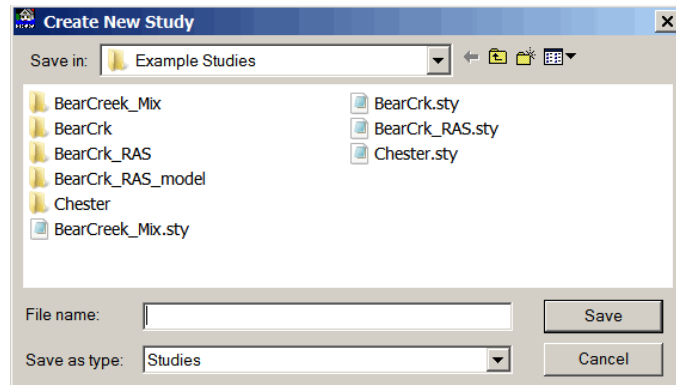 Create New Study
Save in: Example Studies
BearCreek_Mix
BearCrk
BearCrk_RAS
BearCrk_RAS_model
Chester
BearCreek_Mix.sty
BearCrk.sty
BearCrk_RAS.sty
Chester.sty
File name: Save
Save as type: Studies Cancel